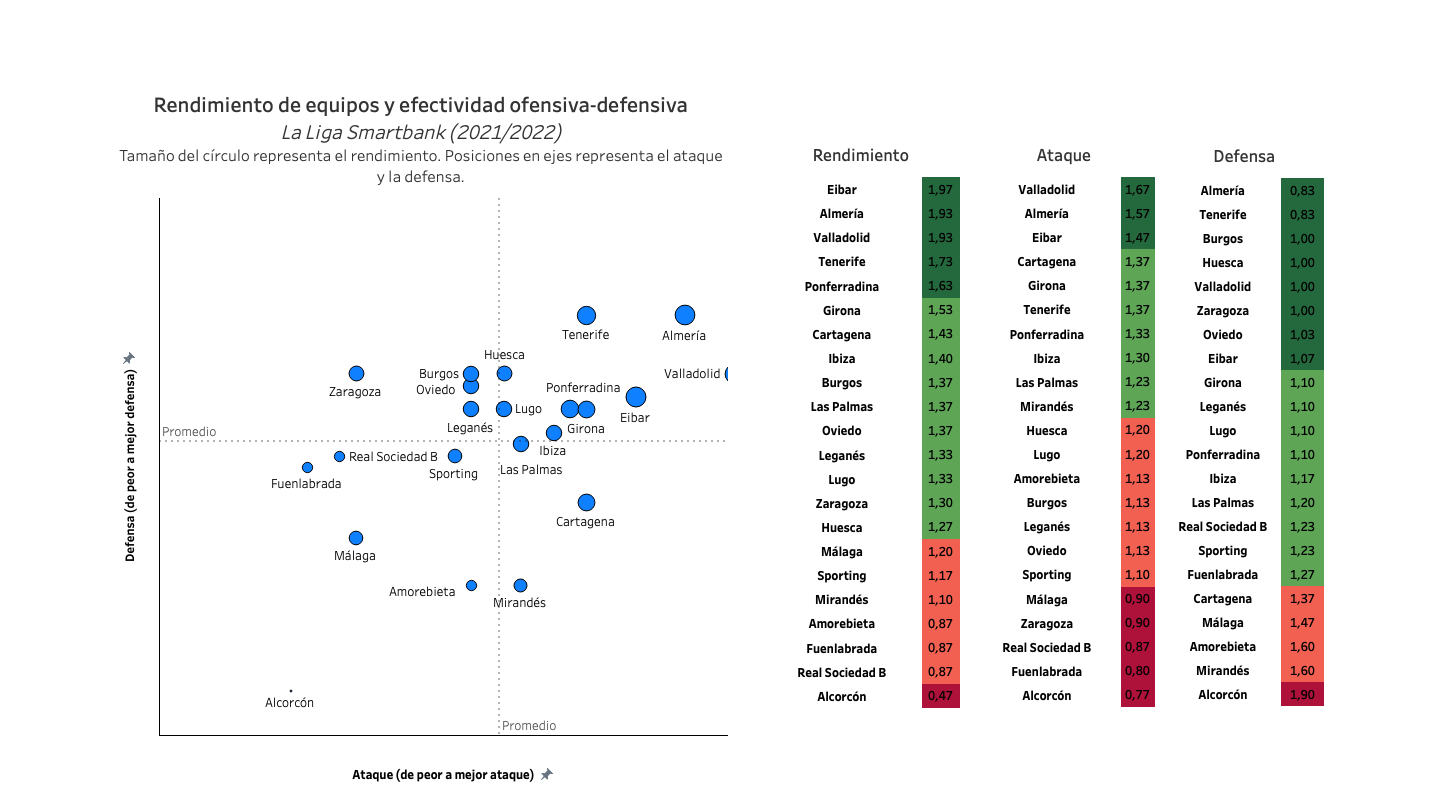 Rendimiento de equipos y efectividad ofensiva-defensiva
La Liga Smartbank (2021/2022)
Tamaño del círculo representa el rendimiento. Posiciones en ejes representa el ataque
y la defensa.
Defensa (de peor a mejor defensa)
Tenerife
Almería
Huesca
Zaragoza
Burgos
Oviedo
Valladolid
Ponferradina
Eibar
Leganés
Lugo
Girona
Promedio
Ibiza
Real Sociedad B
Las Palmas
Sporting
Fuenlabrada
Cartagena
Málaga
Amorebieta
Mirandés
Alcorcón
Promedio
Ataque (de peor a mejor ataque)
Rendimiento
Eibar 1,97
Almería 1,93
Valladolid 1,93
Tenerife 1,73
Ponferradina 1,63
Girona 1,53
Cartagena 1,43
Ibiza 1,40
Burgos 1,37
Las Palmas 1,37
Oviedo 1,37
Leganés 1,33
Lugo 1,33
Zaragoza 1,30
Huesca 1,27
Málaga 1,20
Sporting 1,17
Mirandés 1,10
Amorebieta 0,87
Fuenlabrada 0,87
Real Sociedad B 0,87
Alcorcón 0,47
Ataque
Valladolid 1,67
Almería 1,57
Eibar 1,47
Cartagena 1,37
Girona 1,37
Tenerife 1,37
Ponferradina 1,33
Ibiza 1,30
Las Palmas 1,23
Mirandés 1,23
Huesca 1,20
Lugo 1,20
Amorebieta 1,13
Burgos 1,13
Leganés 1,13
Oviedo 1,13
Sporting 1,10
Málaga 0,90
Zaragoza 0,90
Real Sociedad B 0,87
Fuenlabrada 0,80
Alcorcón 0,77
Defensa
Almería 0,83
Tenerife 0,83
Burgos 1,00
Huesca 1,00
Valladolid 1,00
Zaragoza 1,00
Oviedo 1,03
Eibar 1,07
Girona 1,10
Leganés 1,10
Lugo 1,10
Ponferradina 1,10
Ibiza 1,17
Las Palmas 1,20
Real Sociedad B 1,23
Sporting 1,23
Fuenlabrada 1,27
Cartagena 1,37
Málaga 1,47
Amorebieta 1,60
Mirandés 1,60
Alcorcón 1,90